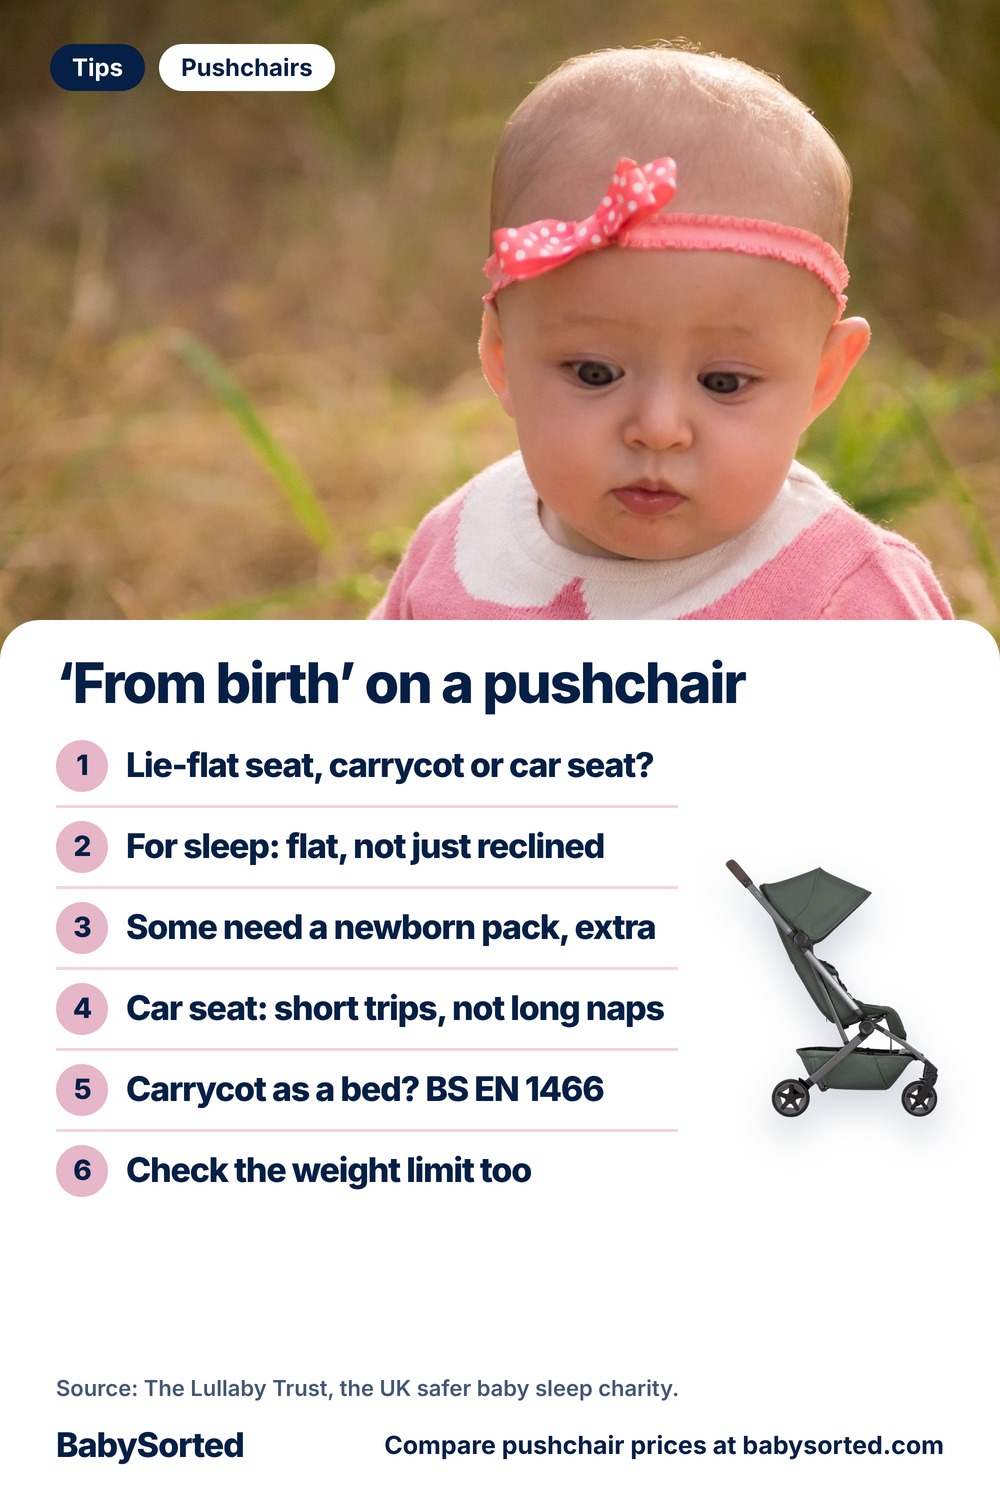 Tips
Pushchairs
‘From birth’ on a pushchair
1 Lie-flat seat, carrycot or car seat?
2 For sleep: flat, not just reclined
3 Some need a newborn pack, extra
4 Car seat: short trips, not long naps
5 Carrycot as a bed? BS EN 1466
6 Check the weight limit too
Source: The Lullaby Trust, the UK safer baby sleep charity.
BabySorted
Compare pushchair prices at babysorted.com